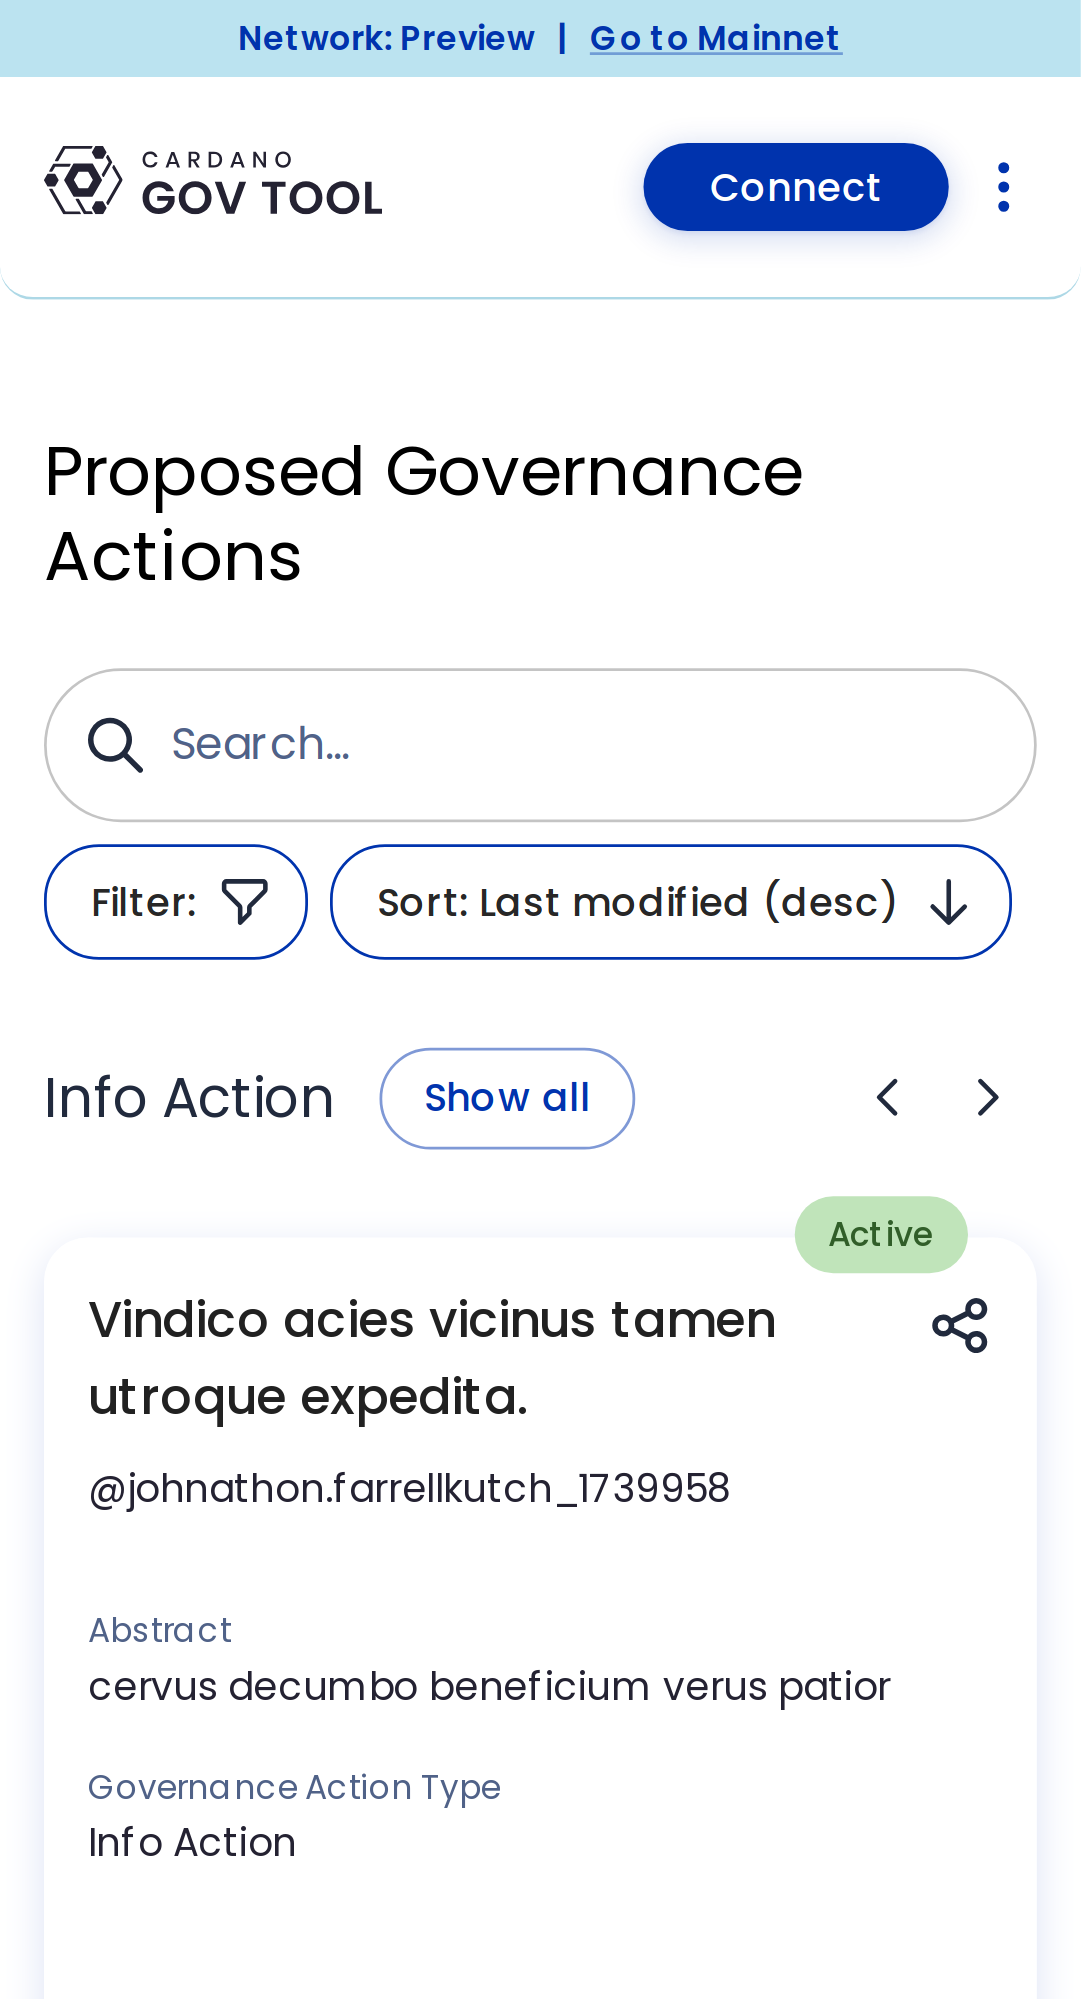 Network: Preview | Go to Mainnet
CARDANO
GOV TOOL
Connect
Proposed Governance
Actions
Search...
Filter:
Sort: Last modified (desc)
Info Action
Show all
Active
Vindico acies vicinus tamen
utroque expedita.
@johnathon.farrellkutch_1739958
Abstract
cervus decumbo beneficium verus patior
Governance Action Type
Info Action